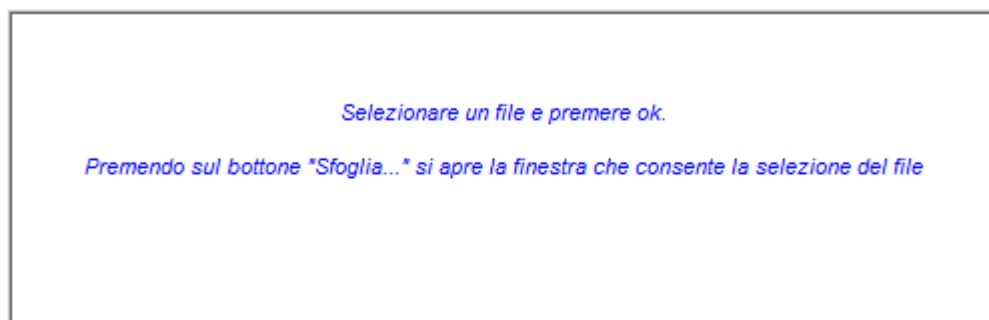 Selezionare un file e premere ok.
Premendo sul bottone "Sfoglia..." si apre la finestra che consente la selezione del file